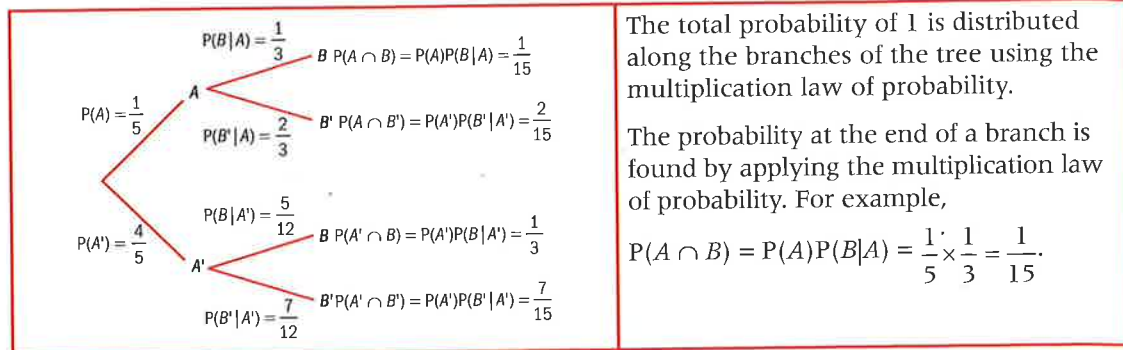 P(B|A) = 1/3
B P(A ∩ B) = P(A)P(B|A) = 1/15
A
P(A) = 1/5
P(B'|A) = 2/3
B' P(A ∩ B') = P(A')P(B'|A') = 2/15
P(B|A') = 5/12
P(A') = 4/5
B P(A' ∩ B) = P(A')P(B|A') = 1/3
A'
B' P(A' ∩ B') = P(A')P(B'|A') = 7/15
P(B'|A') = 7/12
The total probability of 1 is distributed
along the branches of the tree using the
multiplication law of probability.
The probability at the end of a branch is
found by applying the multiplication law
of probability. For example,
P(A ∩ B) = P(A)P(B|A) = 1/5 × 1/3 = 1/15.